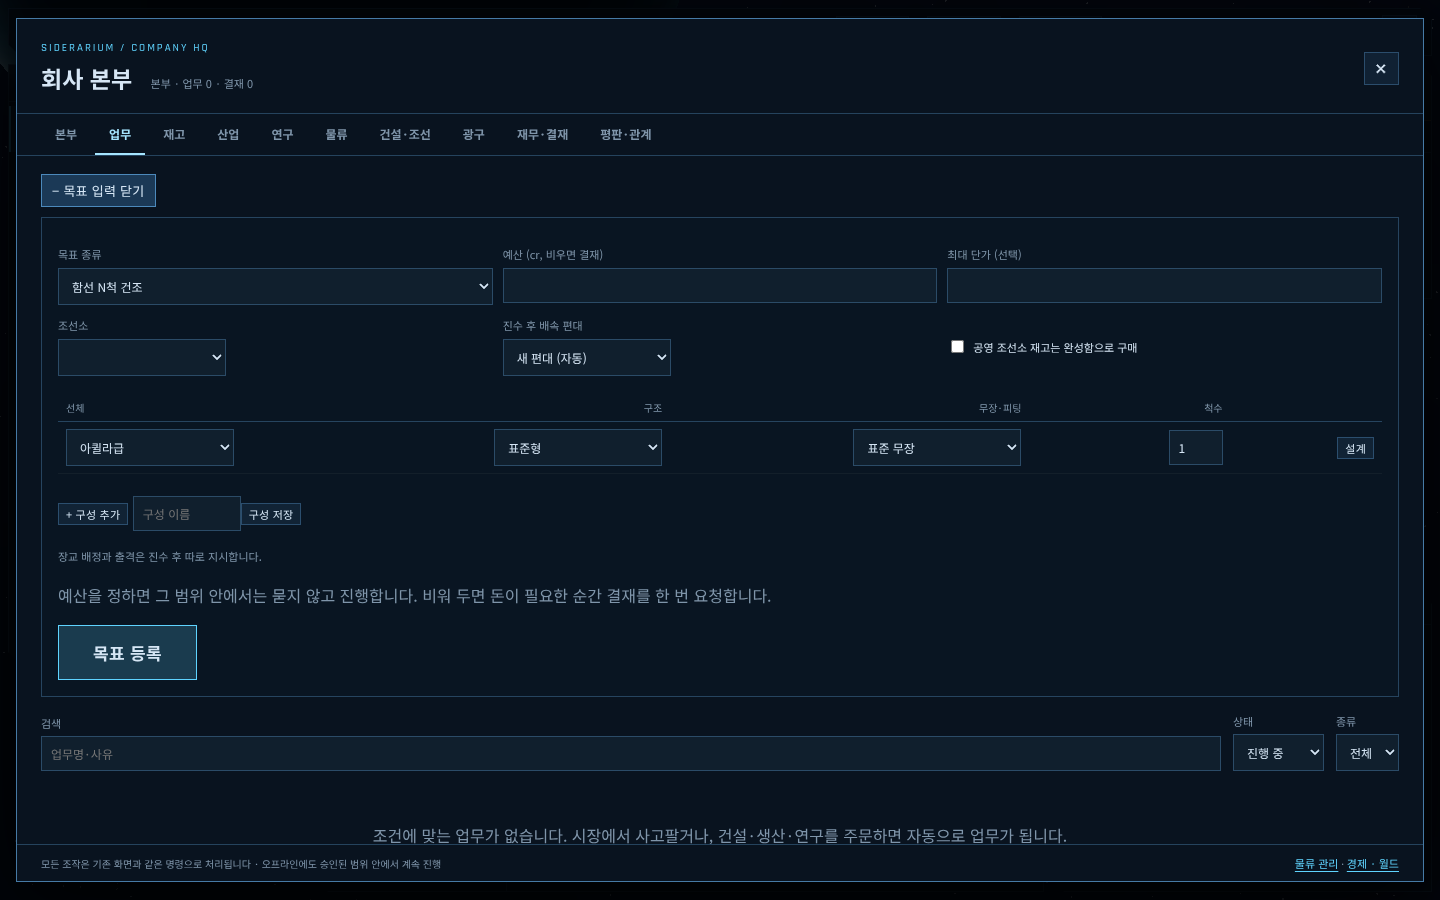 SIDERARIUM / COMPANY HQ
회사 본부 본부 · 업무 0 · 결재 0
×
본부 업무 재고 산업 연구 물류 건설·조선 광구 재무·결재 평판·관계
− 목표 입력 닫기
목표 종류 예산 (cr, 비우면 결재) 최대 단가 (선택)
함선 N척 건조
조선소 진수 후 배속 편대
새 편대 (자동) 공영 조선소 재고는 완성함으로 구매
선체 구조 무장·피팅 척수
아퀼라급 표준형 표준 무장 1 설계
+ 구성 추가 구성 이름 구성 저장
장교 배정과 출격은 진수 후 따로 지시합니다.
예산을 정하면 그 범위 안에서는 묻지 않고 진행합니다. 비워 두면 돈이 필요한 순간 결재를 한 번 요청합니다.
목표 등록
검색 상태 종류
업무명·사유 진행 중 전체
조건에 맞는 업무가 없습니다. 시장에서 사고팔거나, 건설·생산·연구를 주문하면 자동으로 업무가 됩니다.
모든 조작은 기존 화면과 같은 명령으로 처리됩니다 · 오프라인에도 승인된 범위 안에서 계속 진행 물류 관리 · 경제 · 월드